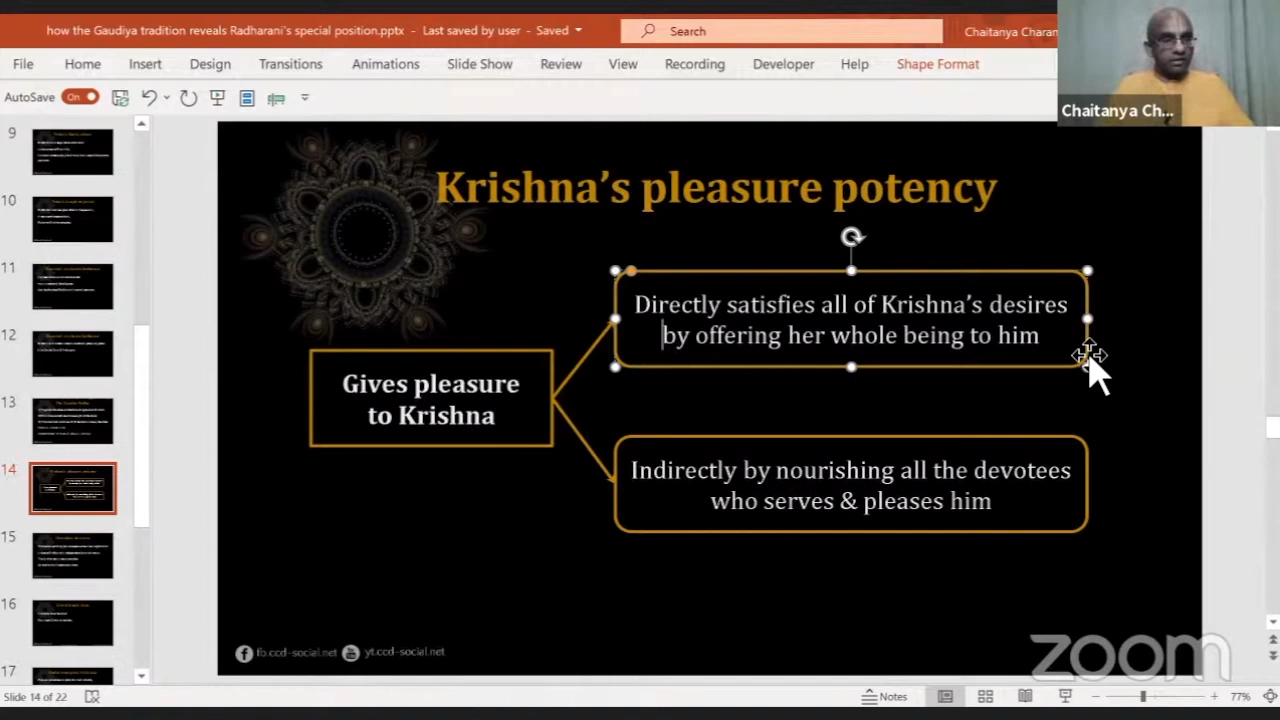 how the Gaudiya tradition reveals Radharani's special position.pptx - Last saved by user - Saved
Search
Chaitanya Charan
File Home Insert Design Transitions Animations Slide Show Review View Recording Developer Help Shape Format
AutoSave On
Chaitanya Ch...
9
10
11
12
13
14
15
16
17
Krishna's pleasure potency
Directly satisfies all of Krishna's desires
by offering her whole being to him
Gives pleasure
to Krishna
Indirectly by nourishing all the devotees
who serves & pleases him
fb.ccd-social.net yt.ccd-social.net
zoom
Slide 14 of 22
Notes
77%